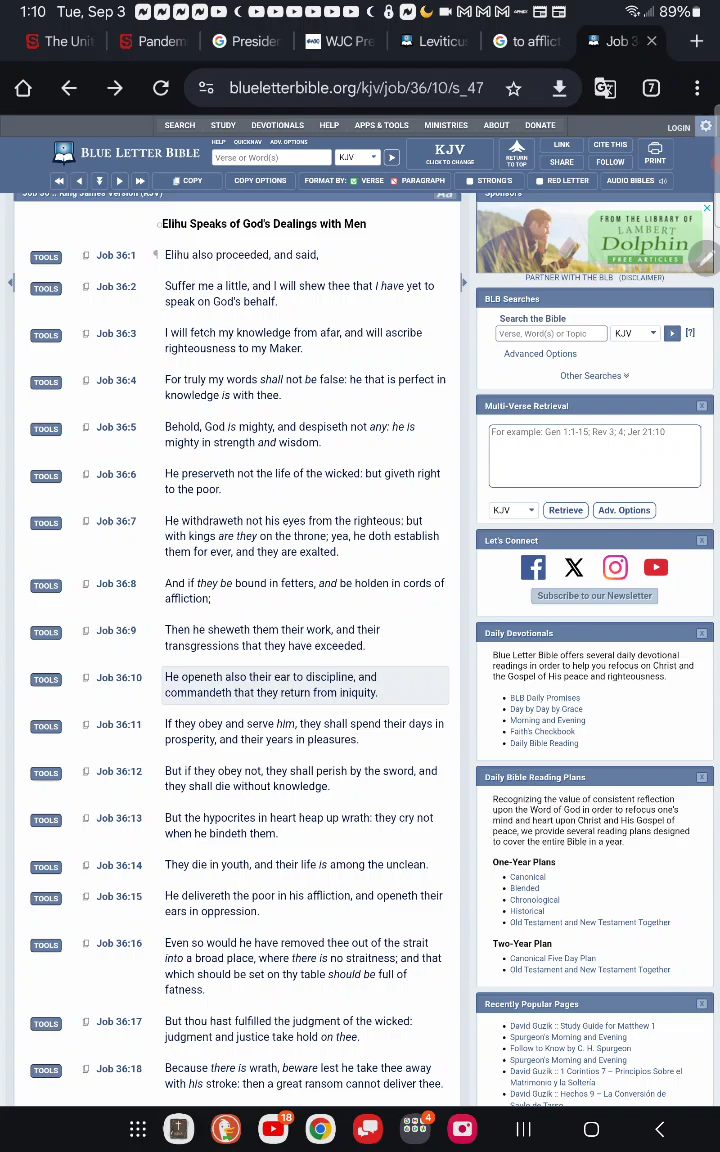 1:10 Tue, Sep 3
89%
The Unit
Pandem
Presider
WJC Pre
Leviticus
to afflict
Job 3
blueletterbible.org/kjv/job/36/10/s_47
7
SEARCH STUDY DEVOTIONALS HELP APPS & TOOLS MINISTRIES ABOUT DONATE
LOGIN
BLUE LETTER BIBLE
HELP QUICKNAV ADV. OPTIONS
Verse or Word(s)
KJV
KJV
CLICK TO CHANGE
RETURN
TO TOP
LINK
CITE THIS
SHARE
FOLLOW
PRINT
COPY
COPY OPTIONS
FORMAT BY: VERSE PARAGRAPH
STRONG'S
RED LETTER
AUDIO BIBLES
Job 36 :: King James Version (KJV)
Aa
Elihu Speaks of God's Dealings with Men
TOOLS Job 36:1 ¶ Elihu also proceeded, and said,
TOOLS Job 36:2 Suffer me a little, and I will shew thee that I have yet to
speak on God's behalf.
TOOLS Job 36:3 I will fetch my knowledge from afar, and will ascribe
righteousness to my Maker.
TOOLS Job 36:4 For truly my words shall not be false: he that is perfect in
knowledge is with thee.
TOOLS Job 36:5 Behold, God is mighty, and despiseth not any: he is
mighty in strength and wisdom.
TOOLS Job 36:6 He preserveth not the life of the wicked: but giveth right
to the poor.
TOOLS Job 36:7 He withdraweth not his eyes from the righteous: but
with kings are they on the throne; yea, he doth establish
them for ever, and they are exalted.
TOOLS Job 36:8 And if they be bound in fetters, and be holden in cords of
affliction;
TOOLS Job 36:9 Then he sheweth them their work, and their
transgressions that they have exceeded.
TOOLS Job 36:10 He openeth also their ear to discipline, and
commandeth that they return from iniquity.
TOOLS Job 36:11 If they obey and serve him, they shall spend their days in
prosperity, and their years in pleasures.
TOOLS Job 36:12 But if they obey not, they shall perish by the sword, and
they shall die without knowledge.
TOOLS Job 36:13 But the hypocrites in heart heap up wrath: they cry not
when he bindeth them.
TOOLS Job 36:14 They die in youth, and their life is among the unclean.
TOOLS Job 36:15 He delivereth the poor in his affliction, and openeth their
ears in oppression.
TOOLS Job 36:16 Even so would he have removed thee out of the strait
into a broad place, where there is no straitness; and that
which should be set on thy table should be full of
fatness.
TOOLS Job 36:17 But thou hast fulfilled the judgment of the wicked:
judgment and justice take hold on thee.
TOOLS Job 36:18 Because there is wrath, beware lest he take thee away
with his stroke: then a great ransom cannot deliver thee.
Sponsors
FROM THE LIBRARY OF
LAMBERT
Dolphin
FREE ARTICLES
PARTNER WITH THE BLB (DISCLAIMER)
BLB Searches
Search the Bible
Verse, Word(s) or Topic
KJV
[?]
Advanced Options
Other Searches
Multi-Verse Retrieval
For example: Gen 1:1-15; Rev 3; 4; Jer 21:10
KJV
Retrieve
Adv. Options
Let's Connect
Subscribe to our Newsletter
Daily Devotionals
Blue Letter Bible offers several daily devotional
readings in order to help you refocus on Christ and
the Gospel of His peace and righteousness.
• BLB Daily Promises
• Day by Day by Grace
• Morning and Evening
• Faith's Checkbook
• Daily Bible Reading
Daily Bible Reading Plans
Recognizing the value of consistent reflection
upon the Word of God in order to refocus one's
mind and heart upon Christ and His Gospel of
peace, we provide several reading plans designed
to cover the entire Bible in a year.
One-Year Plans
• Canonical
• Blended
• Chronological
• Historical
• Old Testament and New Testament Together
Two-Year Plan
• Canonical Five Day Plan
• Old Testament and New Testament Together
Recently Popular Pages
• David Guzik :: Study Guide for Matthew 1
• Spurgeon's Morning and Evening
• Follow to Know by C. H. Spurgeon
• Spurgeon's Morning and Evening
• David Guzik :: 1 Corintios 7 – Principios Sobre el
Matrimonio y la Soltería
• David Guzik :: Hechos 9 – La Conversión de
Saulo de Tarso
18
4